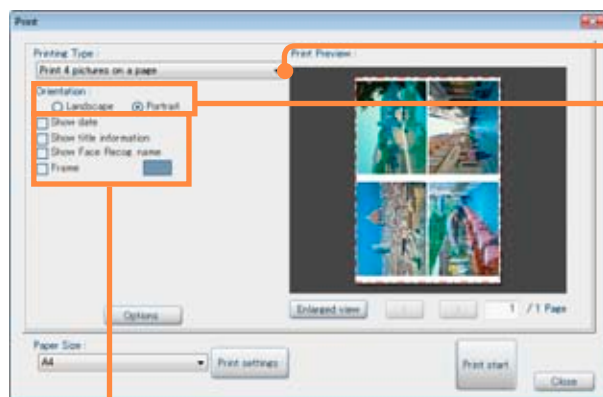 Print
Printing Type :
Print 4 pictures on a page
Orientation :
Landscape Portrait
Show date
Show title information
Show Face Recog. name
Frame
Options
Print Preview :
Enlarged view 1 / 1 Page
Paper Size :
A4 Print settings
Print start
Close